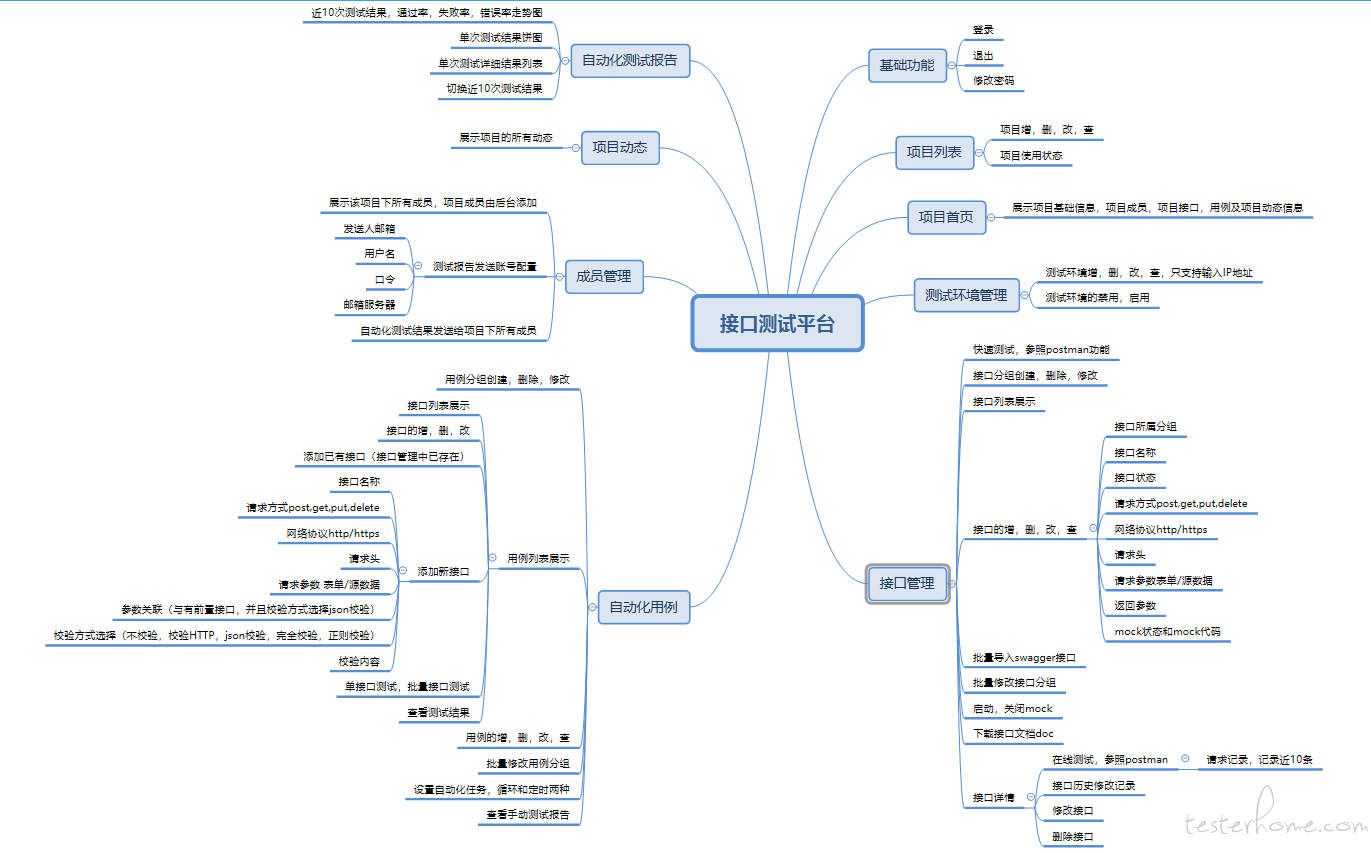 接口测试平台
基础功能
登录
退出
修改密码
项目列表
项目增，删，改，查
项目使用状态
项目首页
展示项目基础信息，项目成员，项目接口，用例及项目动态信息
测试环境管理
测试环境增，删，改，查，只支持输入IP地址
测试环境的禁用，启用
接口管理
快速测试，参照postman功能
接口分组创建，删除，修改
接口列表展示
接口的增，删，改，查
接口所属分组
接口名称
接口状态
请求方式post,get,put,delete
网络协议http/https
请求头
请求参数表单/源数据
返回参数
mock状态和mock代码
批量导入swagger接口
批量修改接口分组
启动，关闭mock
下载接口文档doc
接口详情
在线测试，参照postman
请求记录，记录近10条
接口历史修改记录
修改接口
删除接口
自动化测试报告
近10次测试结果，通过率，失败率，错误率走势图
单次测试结果饼图
单次测试详细结果列表
切换近10次测试结果
项目动态
展示项目的所有动态
成员管理
展示该项目下所有成员，项目成员由后台添加
测试报告发送账号配置
发送人邮箱
用户名
口令
邮箱服务器
自动化测试结果发送给项目下所有成员
自动化用例
用例分组创建，删除，修改
用例列表展示
接口列表展示
接口的增，删，改
添加已有接口（接口管理中已存在）
添加新接口
接口名称
请求方式post,get,put,delete
网络协议http/https
请求头
请求参数 表单/源数据
参数关联（与有前置接口，并且校验方式选择json校验）
校验方式选择（不校验，校验HTTP，json校验，完全校验，正则校验）
校验内容
单接口测试，批量接口测试
查看测试结果
用例的增，删，改，查
批量修改用例分组
设置自动化任务，循环和定时两种
查看手动测试报告
testerhome.com